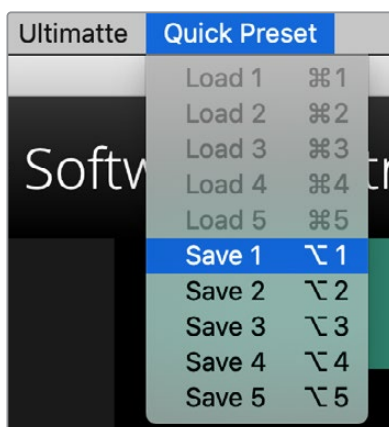 Ultimatte Quick Preset
Load 1 ⌘1
Load 2 ⌘2
Load 3 ⌘3
Load 4 ⌘4
Load 5 ⌘5
Save 1 ⌥1
Save 2 ⌥2
Save 3 ⌥3
Save 4 ⌥4
Save 5 ⌥5